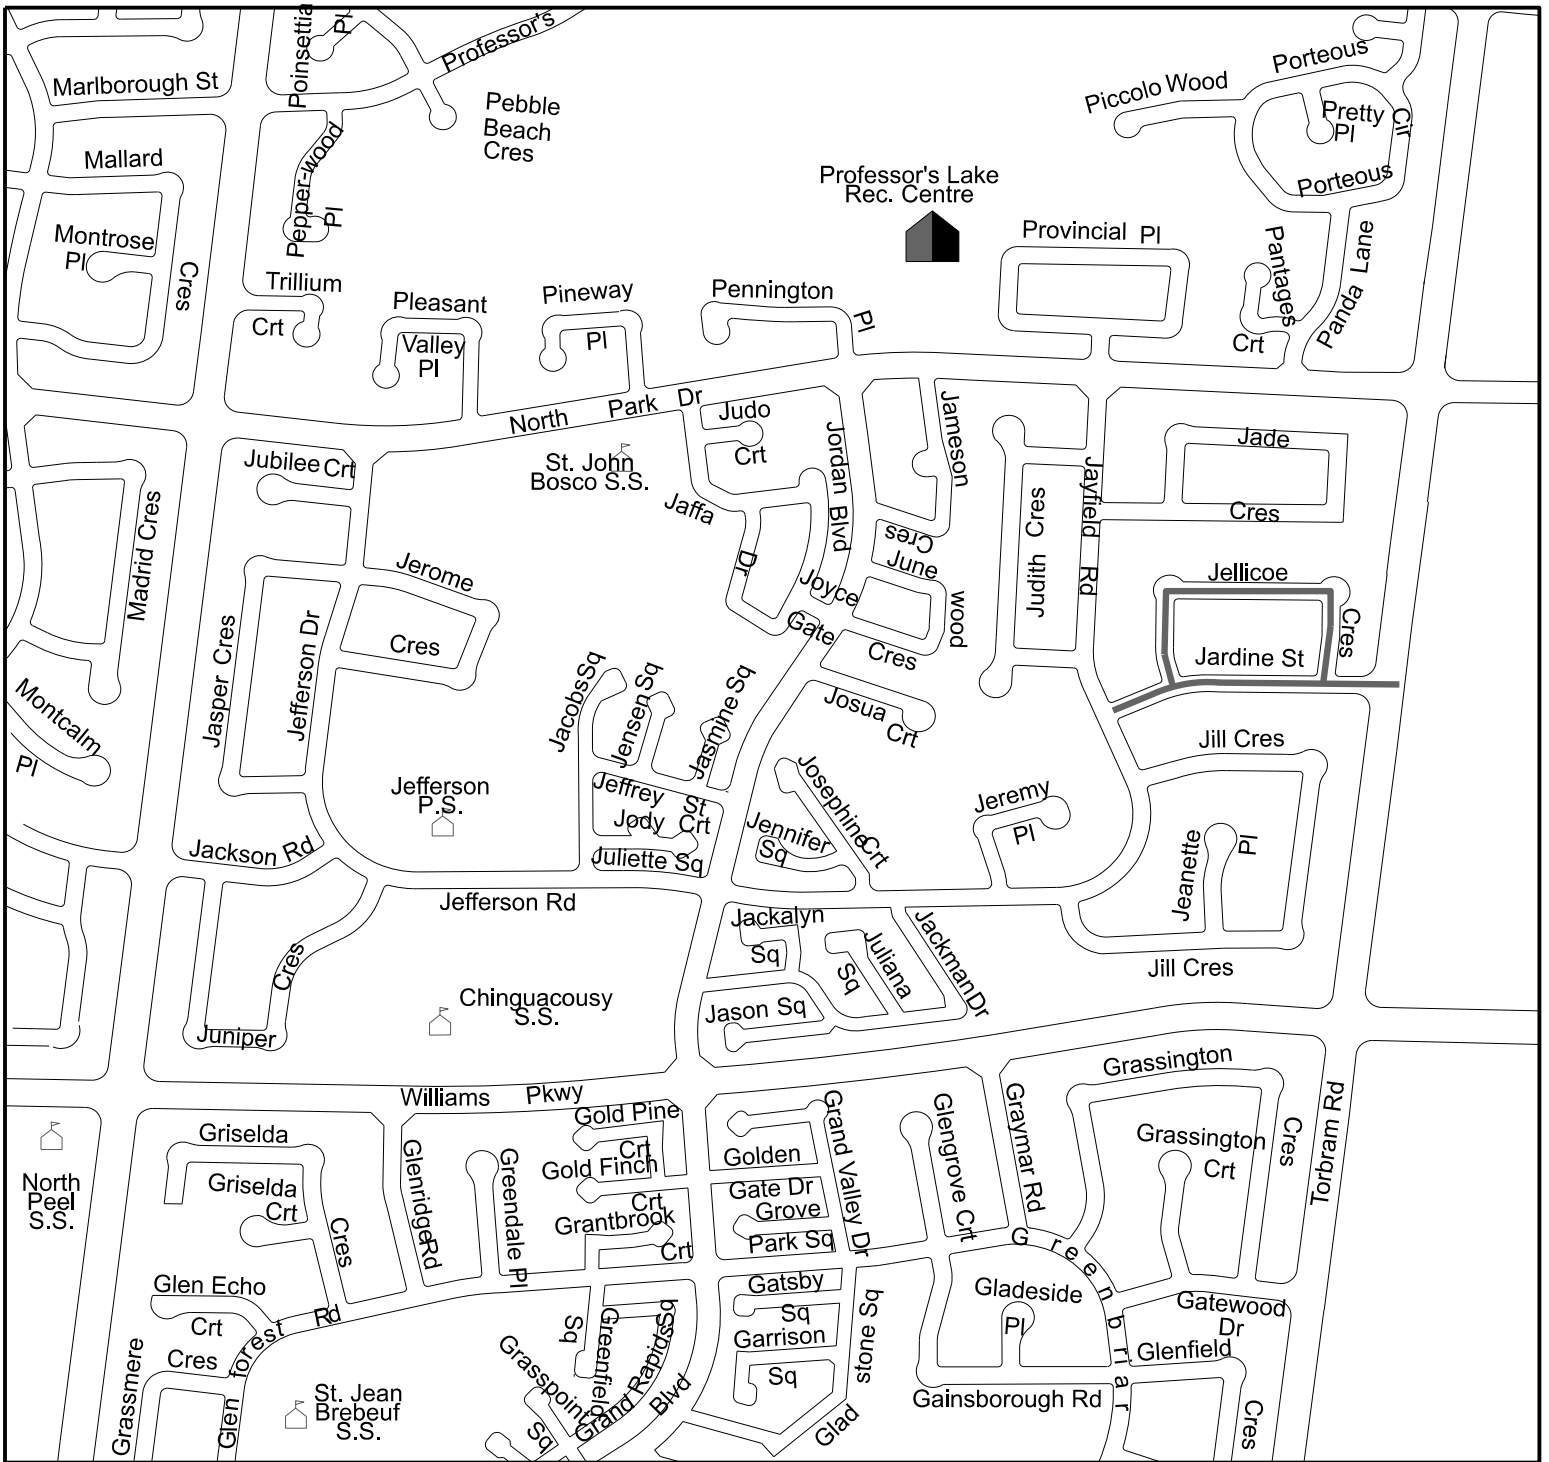 Poinsettia
Pl
Professor's
Marlborough St
Pebble
Beach
Cres
Piccolo Wood
Porteous
Pretty
Pl
Cir
Porteous
Mallard
Cres
Montrose
Pl
Pepper-wood
Pl
Professor's Lake
Rec. Centre
Provincial Pl
Pantages
Crt
Panda Lane
Trillium
Crt
Pleasant
Valley
Pl
Pineway
Pl
Pennington
Pl
North Park Dr
Judo
Crt
Jubilee Crt
St. John
Bosco S.S.
Jaffa
Dr
Jordan Blvd
Jameson
Cres
Jayfield Rd
Jade
Cres
Madrid Cres
Judith Cres
June
wood
Cres
Joyce
Gate
Jerome
Cres
Jellicoe
Cres
Jardine St
Jasper Cres
Jefferson Dr
Montcalm
Pl
Jacobs Sq
Jensen Sq
Jasmine Sq
Josua
Crt
Jill Cres
Jefferson
P.S.
Jeffrey St
Jody Crt
Juliette Sq
Josephine
Crt
Jennifer
Sq
Jeremy
Pl
Jeanette
Pl
Jackson Rd
Jefferson Rd
Jackalyn
Sq
Juliana
Sq
Jackman Dr
Jill Cres
Cres
Juniper
Chinguacousy
S.S.
Jason Sq
Williams Pkwy
Grassington
Cres
Torbram Rd
Gold Pine
Crt
Gold Finch
Crt
Grantbrook
Crt
Golden
Gate Dr
Grove
Park Sq
Grand Valley Dr
Glengrove Crt
Graymar Rd
Grassington
Crt
North
Peel
S.S.
Griselda
Griselda
Crt
Cres
Glenridge Rd
Greendale Pl
Greenbriar
Glen Echo
Crt
Glen forest Rd
Gatsby
Sq
Garrison
Sq
Gladeside
Pl
Gatewood
Dr
Glenfield
Cres
Grassmere
Cres
St. Jean
Brebeuf
S.S.
Grasspoint
Sq
Greenfield
Sq
Grand Rapids Sq
Blvd
Glad
stone Sq
Gainsborough Rd